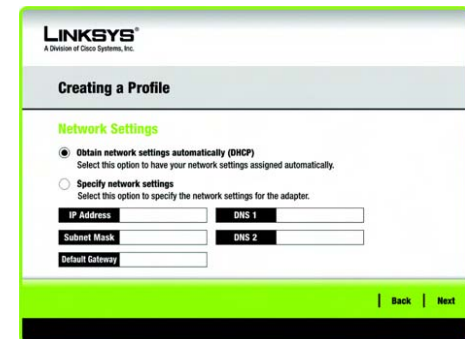 LINKSYS®
A Division of Cisco Systems, Inc.
Creating a Profile
Network Settings
Obtain network settings automatically (DHCP)
Select this option to have your network settings assigned automatically.
Specify network settings
Select this option to specify the network settings for the adapter.
IP Address DNS 1
Subnet Mask DNS 2
Default Gateway
Back Next